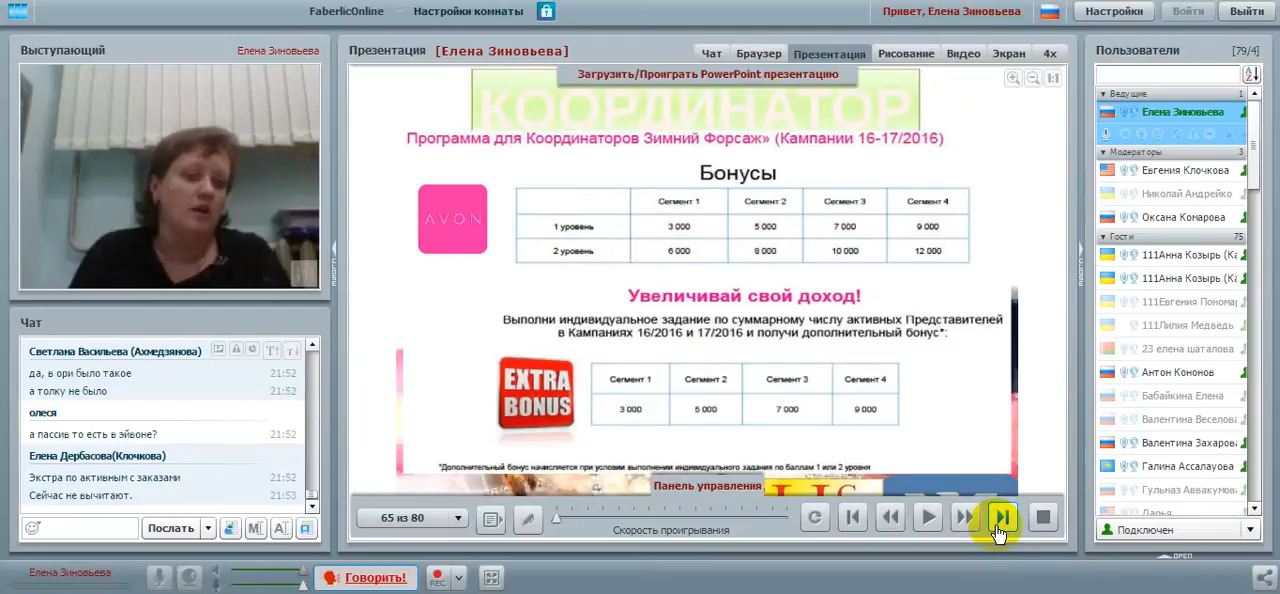 FaberlicOnline – Настройки комнаты
Привет, Елена Зиновьева
Настройки
Войти
Выйти
Выступающий
Елена Зиновьева
Чат
Светлана Васильева (Ахмедзянова)
да, в ори было такое 21:52
а толку не было 21:52
олеся
а пассив то есть в эйвоне? 21:52
Елена Дербасова(Клочкова)
Экстра по активным с заказами 21:52
Сейчас не вычитают. 21:53
Послать
Презентация [Елена Зиновьева]
Чат Браузер Презентация Рисование Видео Экран 4x
Загрузить/Проиграть PowerPoint презентацию
1:1
КООРДИНАТОР
Программа для Координаторов Зимний Форсаж» (Кампании 16-17/2016)
Бонусы
AVON
Сегмент 1 Сегмент 2 Сегмент 3 Сегмент 4
1 уровень 3 000 5 000 7 000 9 000
2 уровень 6 000 8 000 10 000 12 000
Увеличивай свой доход!
Выполни индивидуальное задание по суммарному числу активных Представителей
в Кампаниях 16/2016 и 17/2016 и получи дополнительный бонус*:
EXTRA
BONUS
Сегмент 1 Сегмент 2 Сегмент 3 Сегмент 4
3 000 5 000 7 000 9 000
*Дополнительный бонус начисляется при условии выполнении индивидуального задания по баллам 1 или 2 уровня
Панель управления
65 из 80
Скорость проигрывания
Пользователи [79/4]
Ведущие 1
Елена Зиновьева
Модераторы 3
Евгения Клочкова
Николай Андрейко
Оксана Комарова
Гости 75
111Анна Козырь (Ка
111Анна Козырь (Ка
111Евгения Понома
111Лилия Медведь
23 елена шаталова
Антон Кононов
Бабайкина Елена
Валентина Веселова
Валентина Захарова
Галина Ассалауова
Гульназ Аввакумова
Дарья
Подключен
OPEN
Елена Зиновьева
Говорить!
REC